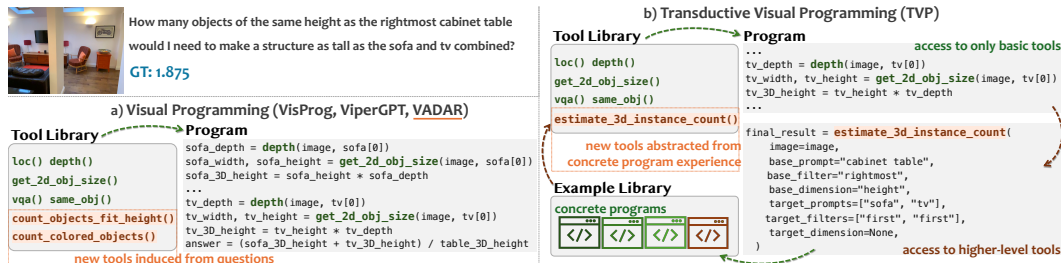 How many objects of the same height as the rightmost cabinet table
would I need to make a structure as tall as the sofa and tv combined?
GT: 1.875
a) Visual Programming (VisProg, ViperGPT, VADAR)
Tool Library
loc() depth()
get_2d_obj_size()
vqa() same_obj()
count_objects_fit_height()
count_colored_objects()
new tools induced from questions
Program
sofa_depth = depth(image, sofa[0])
sofa_width, sofa_height = get_2d_obj_size(image, sofa[0])
sofa_3D_height = sofa_height * sofa_depth
...
tv_depth = depth(image, tv[0])
tv_width, tv_height = get_2d_obj_size(image, tv[0])
tv_3D_height = tv_height * tv_depth
answer = (sofa_3D_height + tv_3D_height) / table_3D_height
b) Transductive Visual Programming (TVP)
Tool Library
loc() depth()
get_2d_obj_size()
vqa() same_obj()
estimate_3d_instance_count()
new tools abstracted from
concrete program experience
Example Library
concrete programs
</>
</>
</>
</>
Program
access to only basic tools
...
tv_depth = depth(image, tv[0])
tv_width, tv_height = get_2d_obj_size(image, tv[0])
tv_3D_height = tv_height * tv_depth
...
final_result = estimate_3d_instance_count(
image=image,
base_prompt="cabinet table",
base_filter="rightmost",
base_dimension="height",
target_prompts=["sofa", "tv"],
target_filters=["first", "first"],
target_dimension=None,
)
access to higher-level tools